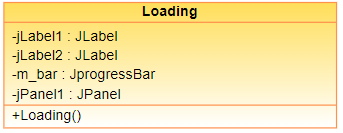 Loading
-jLabel1 : JLabel
-jLabel2 : JLabel
-m_bar : JprogressBar
-jPanel1 : JPanel
+Loading()